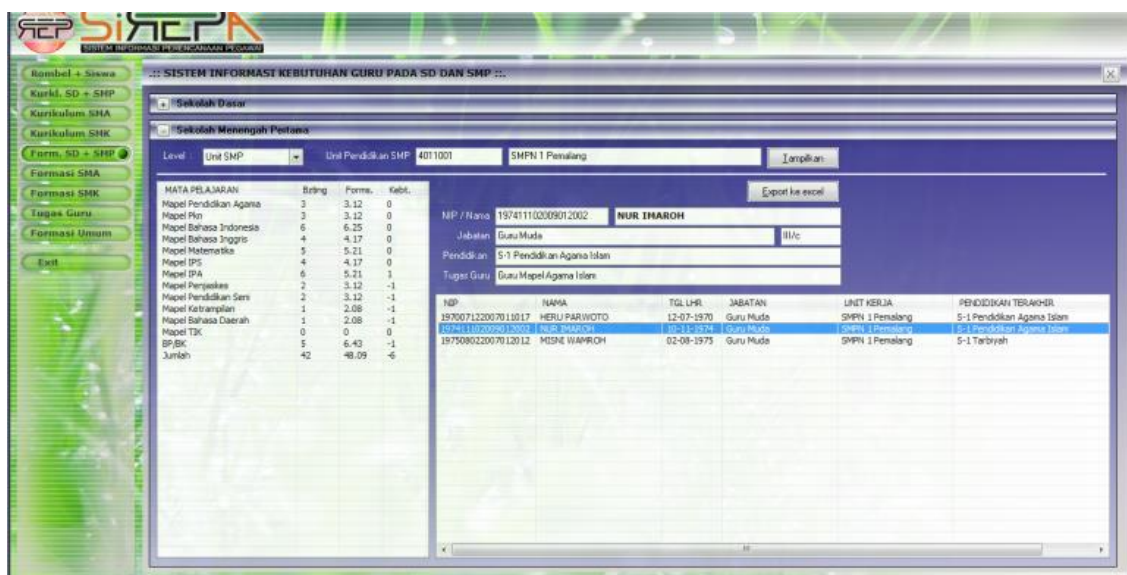 REP SiREPA
SISTEM INFORMASI PERENCANAAN PEGAWAI
Rombel + Siswa
Kurkl. SD + SMP
Kurikulum SMA
Kurikulum SMK
Form. SD + SMP
Formasi SMA
Formasi SMK
Tugas Guru
Formasi Umum
Exit
.:: SISTEM INFORMASI KEBUTUHAN GURU PADA SD DAN SMP ::.
+ Sekolah Dasar
- Sekolah Menengah Pertama
Level : Unit SMP Unit Pendidikan SMP 4011001 SMPN 1 Pemalang Tampilkan
MATA PELAJARAN Bzting Forms. Kebt.
Mapel Pendidikan Agama 3 3.12 0
Mapel Pkn 3 3.12 0
Mapel Bahasa Indonesia 6 6.25 0
Mapel Bahasa Inggris 4 4.17 0
Mapel Matematika 5 5.21 0
Mapel IPS 4 4.17 0
Mapel IPA 6 5.21 1
Mapel Penjaskes 2 3.12 -1
Mapel Pendidikan Seni 2 3.12 -1
Mapel Ketrampilan 1 2.08 -1
Mapel Bahasa Daerah 1 2.08 -1
Mapel TIK 0 0 0
BP/BK 5 6.43 -1
Jumlah 42 48.09 -6
Export ke excel
NIP / Nama 197411102009012002 NUR IMAROH
Jabatan Guru Muda III/c
Pendidikan S-1 Pendidikan Agama Islam
Tugas Guru Guru Mapel Agama Islam
NIP NAMA TGL LHR JABATAN UNIT KERJA PENDIDIKAN TERAKHIR
197007122007011017 HERU PARWOTO 12-07-1970 Guru Muda SMPN 1 Pemalang S-1 Pendidikan Agama Islam
197411102009012002 NUR IMAROH 10-11-1974 Guru Muda SMPN 1 Pemalang S-1 Pendidikan Agama Islam
197508022007012012 MISNI WAMROH 02-08-1975 Guru Muda SMPN 1 Pemalang S-1 Tarbiyah